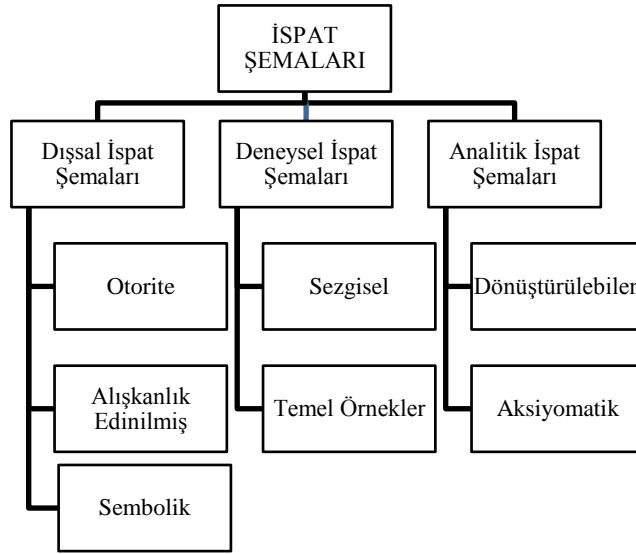 İSPAT
ŞEMALARI
Dışsal İspat
Şemaları
Deneysel İspat
Şemaları
Analitik İspat
Şemaları
Otorite
Sezgisel
Dönüştürülebilen
Alışkanlık
Edinilmiş
Temel Örnekler
Aksiyomatik
Sembolik